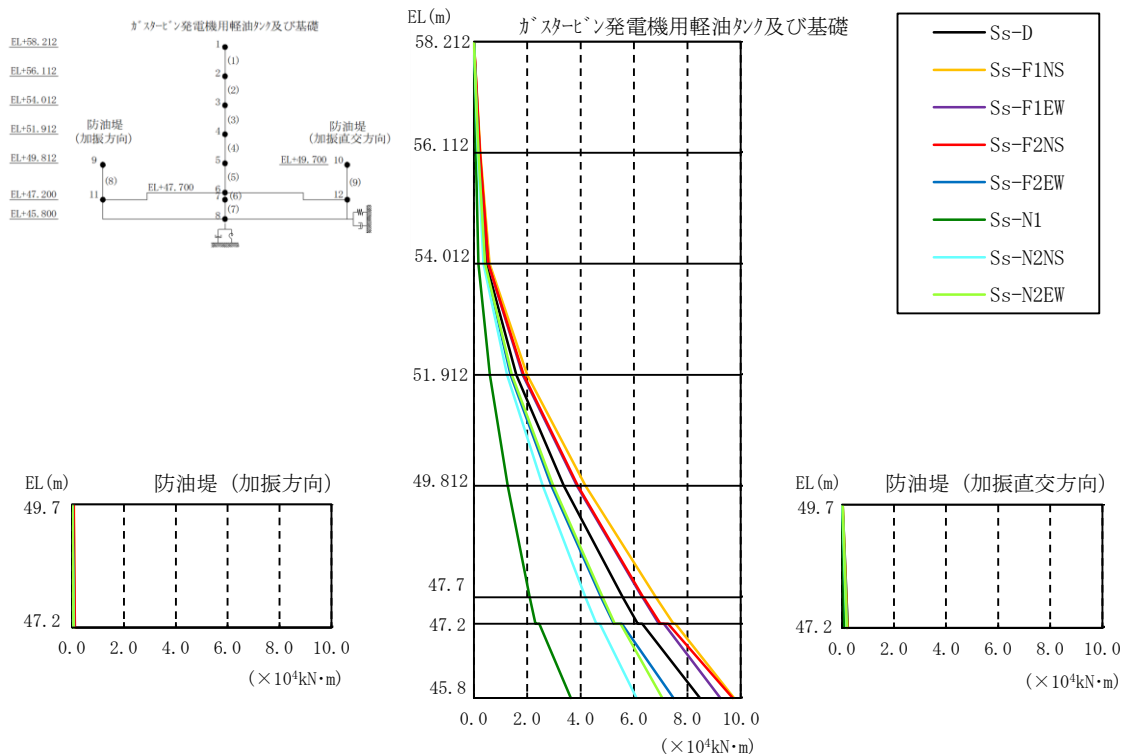 ｶﾞｽﾀｰﾋﾞﾝ発電機用軽油ﾀﾝｸ及び基礎
EL+58.212
EL+56.112
EL+54.012
EL+51.912
EL+49.812
EL+47.200
EL+45.800
1
(1)
2
(2)
3
(3)
4
(4)
5
(5)
6
7
(6)
(7)
8
防油堤
(加振方向)
9
(8)
11
EL+47.700
防油堤
(加振直交方向)
EL+49.700
10
(9)
12
EL(m)
ｶﾞｽﾀｰﾋﾞﾝ発電機用軽油ﾀﾝｸ及び基礎
58.212
56.112
54.012
51.912
49.812
47.7
47.2
45.8
0.0 2.0 4.0 6.0 8.0 10.0
(×10⁴kN・m)
Ss-D
Ss-F1NS
Ss-F1EW
Ss-F2NS
Ss-F2EW
Ss-N1
Ss-N2NS
Ss-N2EW
EL(m)
防油堤 (加振方向)
49.7
47.2
0.0 2.0 4.0 6.0 8.0 10.0
(×10⁴kN・m)
EL(m)
防油堤 (加振直交方向)
49.7
47.2
0.0 2.0 4.0 6.0 8.0 10.0
(×10⁴kN・m)